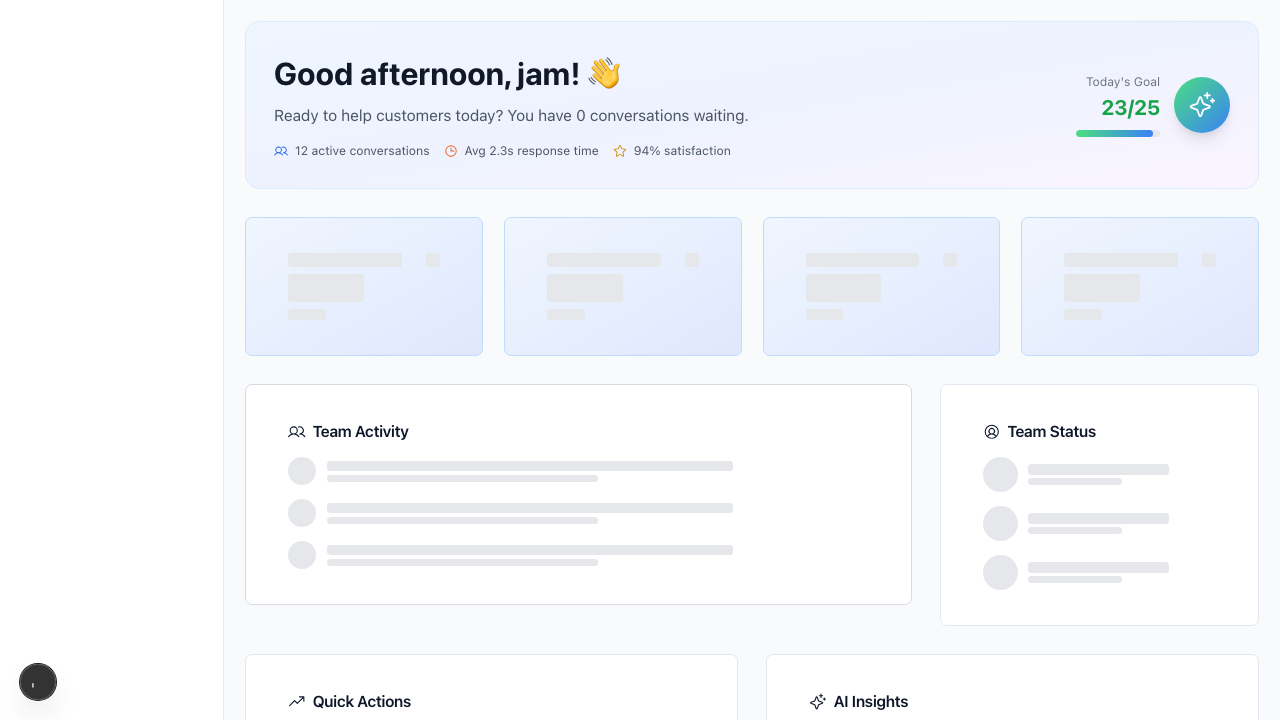 Good afternoon, jam! 👋
Ready to help customers today? You have 0 conversations waiting.
12 active conversations
Avg 2.3s response time
94% satisfaction
Today's Goal
23/25
Team Activity
Team Status
Quick Actions
AI Insights